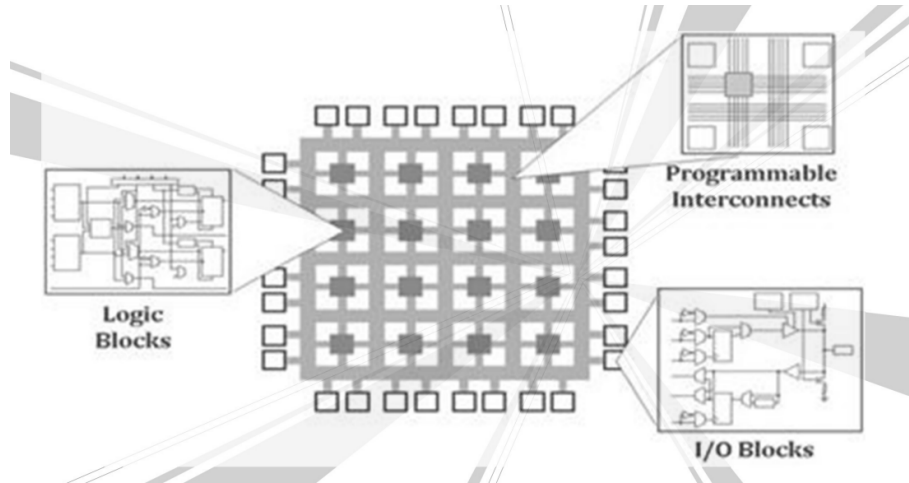 Programmable
Interconnects
Logic
Blocks
I/O Blocks